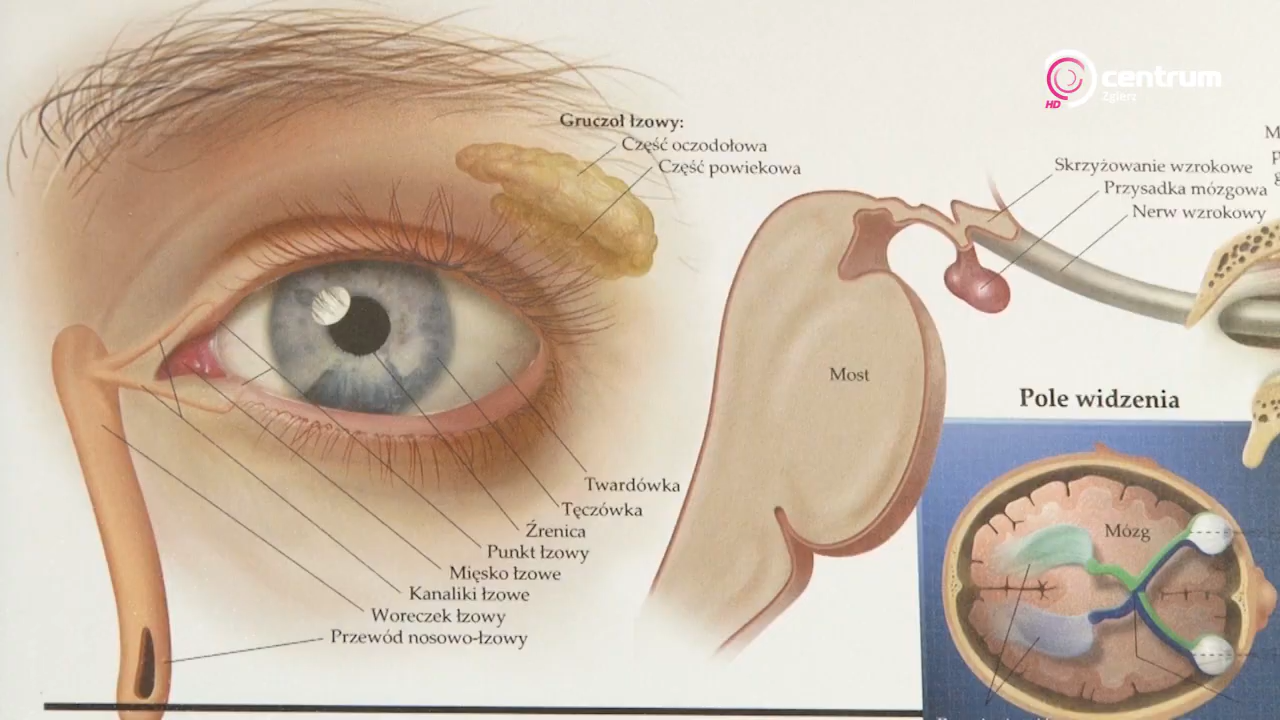 HD
centrum
Zgierz
Gruczoł łzowy:
Część oczodołowa
Część powiekowa
Skrzyżowanie wzrokowe
Przysadka mózgowa
Nerw wzrokowy
Most
Twardówka
Tęczówka
Źrenica
Punkt łzowy
Mięsko łzowe
Kanaliki łzowe
Woreczek łzowy
Przewód nosowo-łzowy
Pole widzenia
Mózg